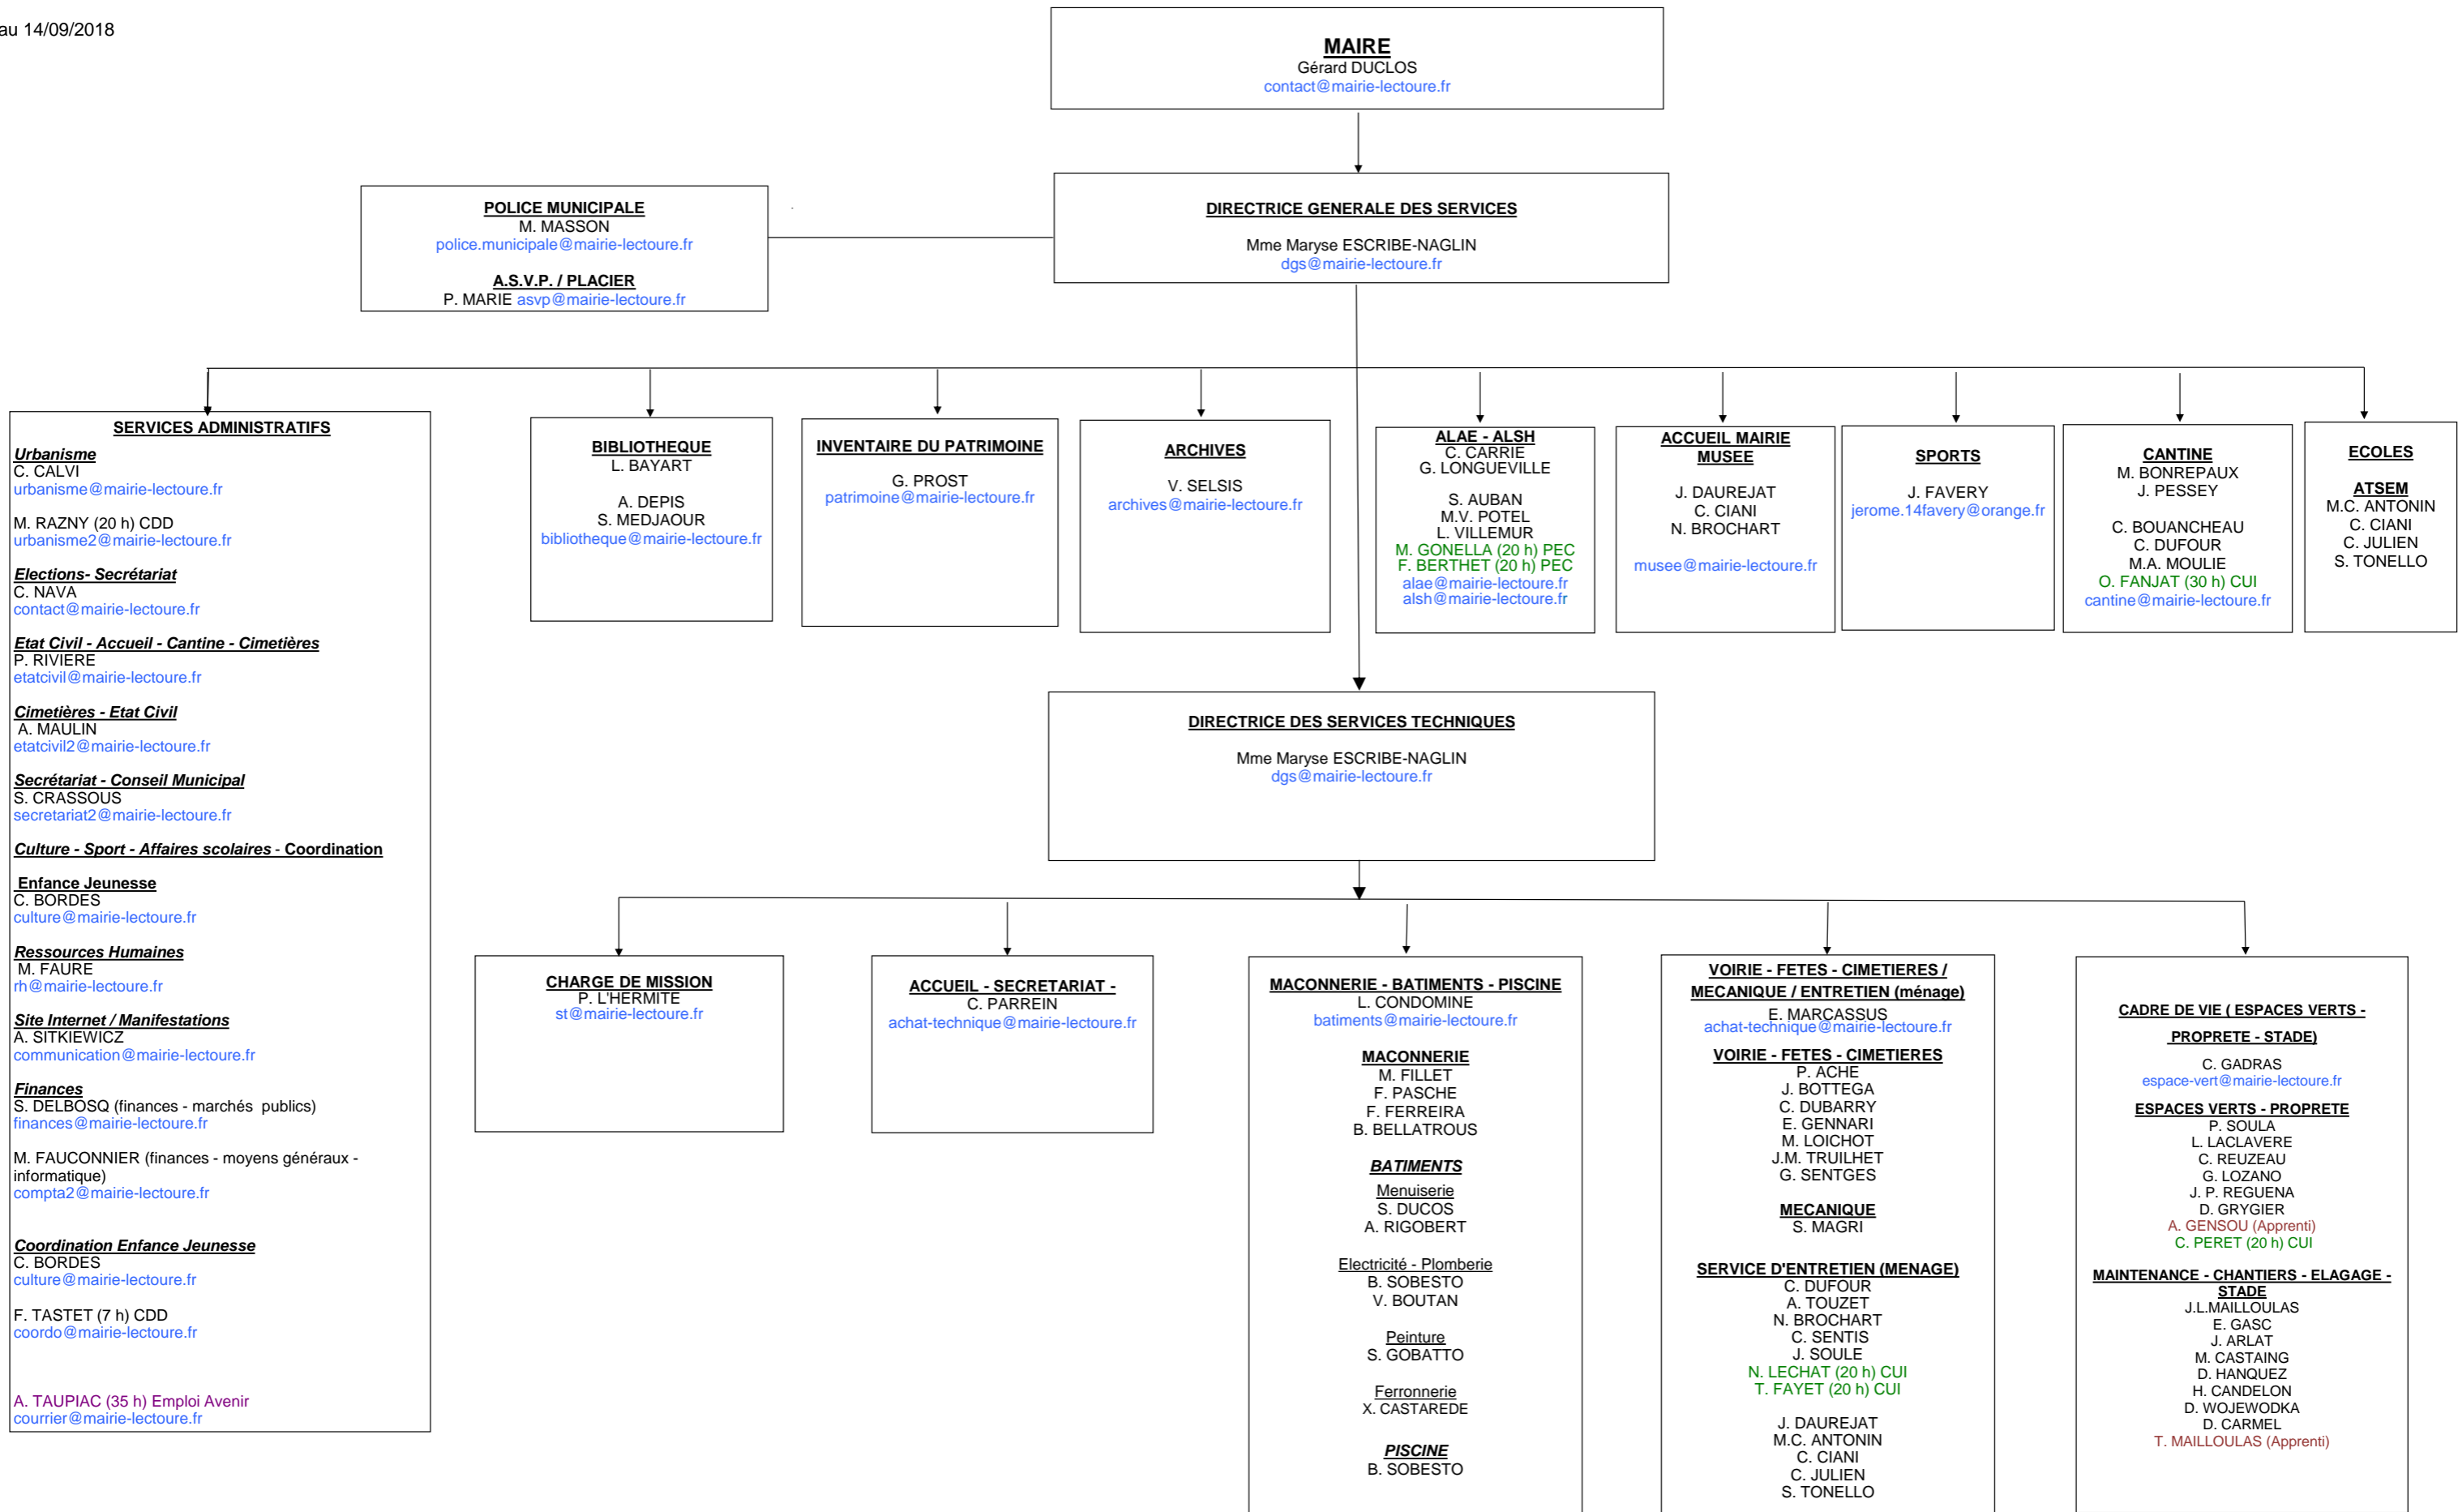 au 14/09/2018
MAIRE
Gérard DUCLOS
contact@mairie-lectoure.fr
POLICE MUNICIPALE
M. MASSON
police.municipale@mairie-lectoure.fr
A.S.V.P. / PLACIER
P. MARIE asvp@mairie-lectoure.fr
DIRECTRICE GENERALE DES SERVICES
Mme Maryse ESCRIBE-NAGLIN
dgs@mairie-lectoure.fr
SERVICES ADMINISTRATIFS
Urbanisme
C. CALVI
urbanisme@mairie-lectoure.fr
M. RAZNY (20 h) CDD
urbanisme2@mairie-lectoure.fr
Elections- Secrétariat
C. NAVA
contact@mairie-lectoure.fr
Etat Civil - Accueil - Cantine - Cimetières
P. RIVIERE
etatcivil@mairie-lectoure.fr
Cimetières - Etat Civil
A. MAULIN
etatcivil2@mairie-lectoure.fr
Secrétariat - Conseil Municipal
S. CRASSOUS
secretariat2@mairie-lectoure.fr
Culture - Sport - Affaires scolaires - Coordination
Enfance Jeunesse
C. BORDES
culture@mairie-lectoure.fr
Ressources Humaines
M. FAURE
rh@mairie-lectoure.fr
Site Internet / Manifestations
A. SITKIEWICZ
communication@mairie-lectoure.fr
Finances
S. DELBOSQ (finances - marchés publics)
finances@mairie-lectoure.fr
M. FAUCONNIER (finances - moyens généraux -
informatique)
compta2@mairie-lectoure.fr
Coordination Enfance Jeunesse
C. BORDES
culture@mairie-lectoure.fr
F. TASTET (7 h) CDD
coordo@mairie-lectoure.fr
A. TAUPIAC (35 h) Emploi Avenir
courrier@mairie-lectoure.fr
BIBLIOTHEQUE
L. BAYART
A. DEPIS
S. MEDJAOUR
bibliotheque@mairie-lectoure.fr
INVENTAIRE DU PATRIMOINE
G. PROST
patrimoine@mairie-lectoure.fr
ARCHIVES
V. SELSIS
archives@mairie-lectoure.fr
ALAE - ALSH
C. CARRIE
G. LONGUEVILLE
S. AUBAN
M.V. POTEL
L. VILLEMUR
M. GONELLA (20 h) PEC
F. BERTHET (20 h) PEC
alae@mairie-lectoure.fr
alsh@mairie-lectoure.fr
ACCUEIL MAIRIE
MUSEE
J. DAUREJAT
C. CIANI
N. BROCHART
musee@mairie-lectoure.fr
SPORTS
J. FAVERY
jerome.14favery@orange.fr
CANTINE
M. BONREPAUX
J. PESSEY
C. BOUANCHEAU
C. DUFOUR
M.A. MOULIE
O. FANJAT (30 h) CUI
cantine@mairie-lectoure.fr
ECOLES
ATSEM
M.C. ANTONIN
C. CIANI
C. JULIEN
S. TONELLO
DIRECTRICE DES SERVICES TECHNIQUES
Mme Maryse ESCRIBE-NAGLIN
dgs@mairie-lectoure.fr
CHARGE DE MISSION
P. L'HERMITE
st@mairie-lectoure.fr
ACCUEIL - SECRETARIAT -
C. PARREIN
achat-technique@mairie-lectoure.fr
MACONNERIE - BATIMENTS - PISCINE
L. CONDOMINE
batiments@mairie-lectoure.fr
MACONNERIE
M. FILLET
F. PASCHE
F. FERREIRA
B. BELLATROUS
BATIMENTS
Menuiserie
S. DUCOS
A. RIGOBERT
Electricité - Plomberie
B. SOBESTO
V. BOUTAN
Peinture
S. GOBATTO
Ferronnerie
X. CASTAREDE
PISCINE
B. SOBESTO
VOIRIE - FETES - CIMETIERES /
MECANIQUE / ENTRETIEN (ménage)
E. MARCASSUS
achat-technique@mairie-lectoure.fr
VOIRIE - FETES - CIMETIERES
P. ACHE
J. BOTTEGA
C. DUBARRY
E. GENNARI
M. LOICHOT
J.M. TRUILHET
G. SENTGES
MECANIQUE
S. MAGRI
SERVICE D'ENTRETIEN (MENAGE)
C. DUFOUR
A. TOUZET
N. BROCHART
C. SENTIS
J. SOULE
N. LECHAT (20 h) CUI
T. FAYET (20 h) CUI
J. DAUREJAT
M.C. ANTONIN
C. CIANI
C. JULIEN
S. TONELLO
CADRE DE VIE ( ESPACES VERTS -
PROPRETE - STADE)
C. GADRAS
espace-vert@mairie-lectoure.fr
ESPACES VERTS - PROPRETE
P. SOULA
L. LACLAVERE
C. REUZEAU
G. LOZANO
J. P. REGUENA
D. GRYGIER
A. GENSOU (Apprenti)
C. PERET (20 h) CUI
MAINTENANCE - CHANTIERS - ELAGAGE -
STADE
J.L.MAILLOULAS
E. GASC
J. ARLAT
M. CASTAING
D. HANQUEZ
H. CANDELON
D. WOJEWODKA
D. CARMEL
T. MAILLOULAS (Apprenti)